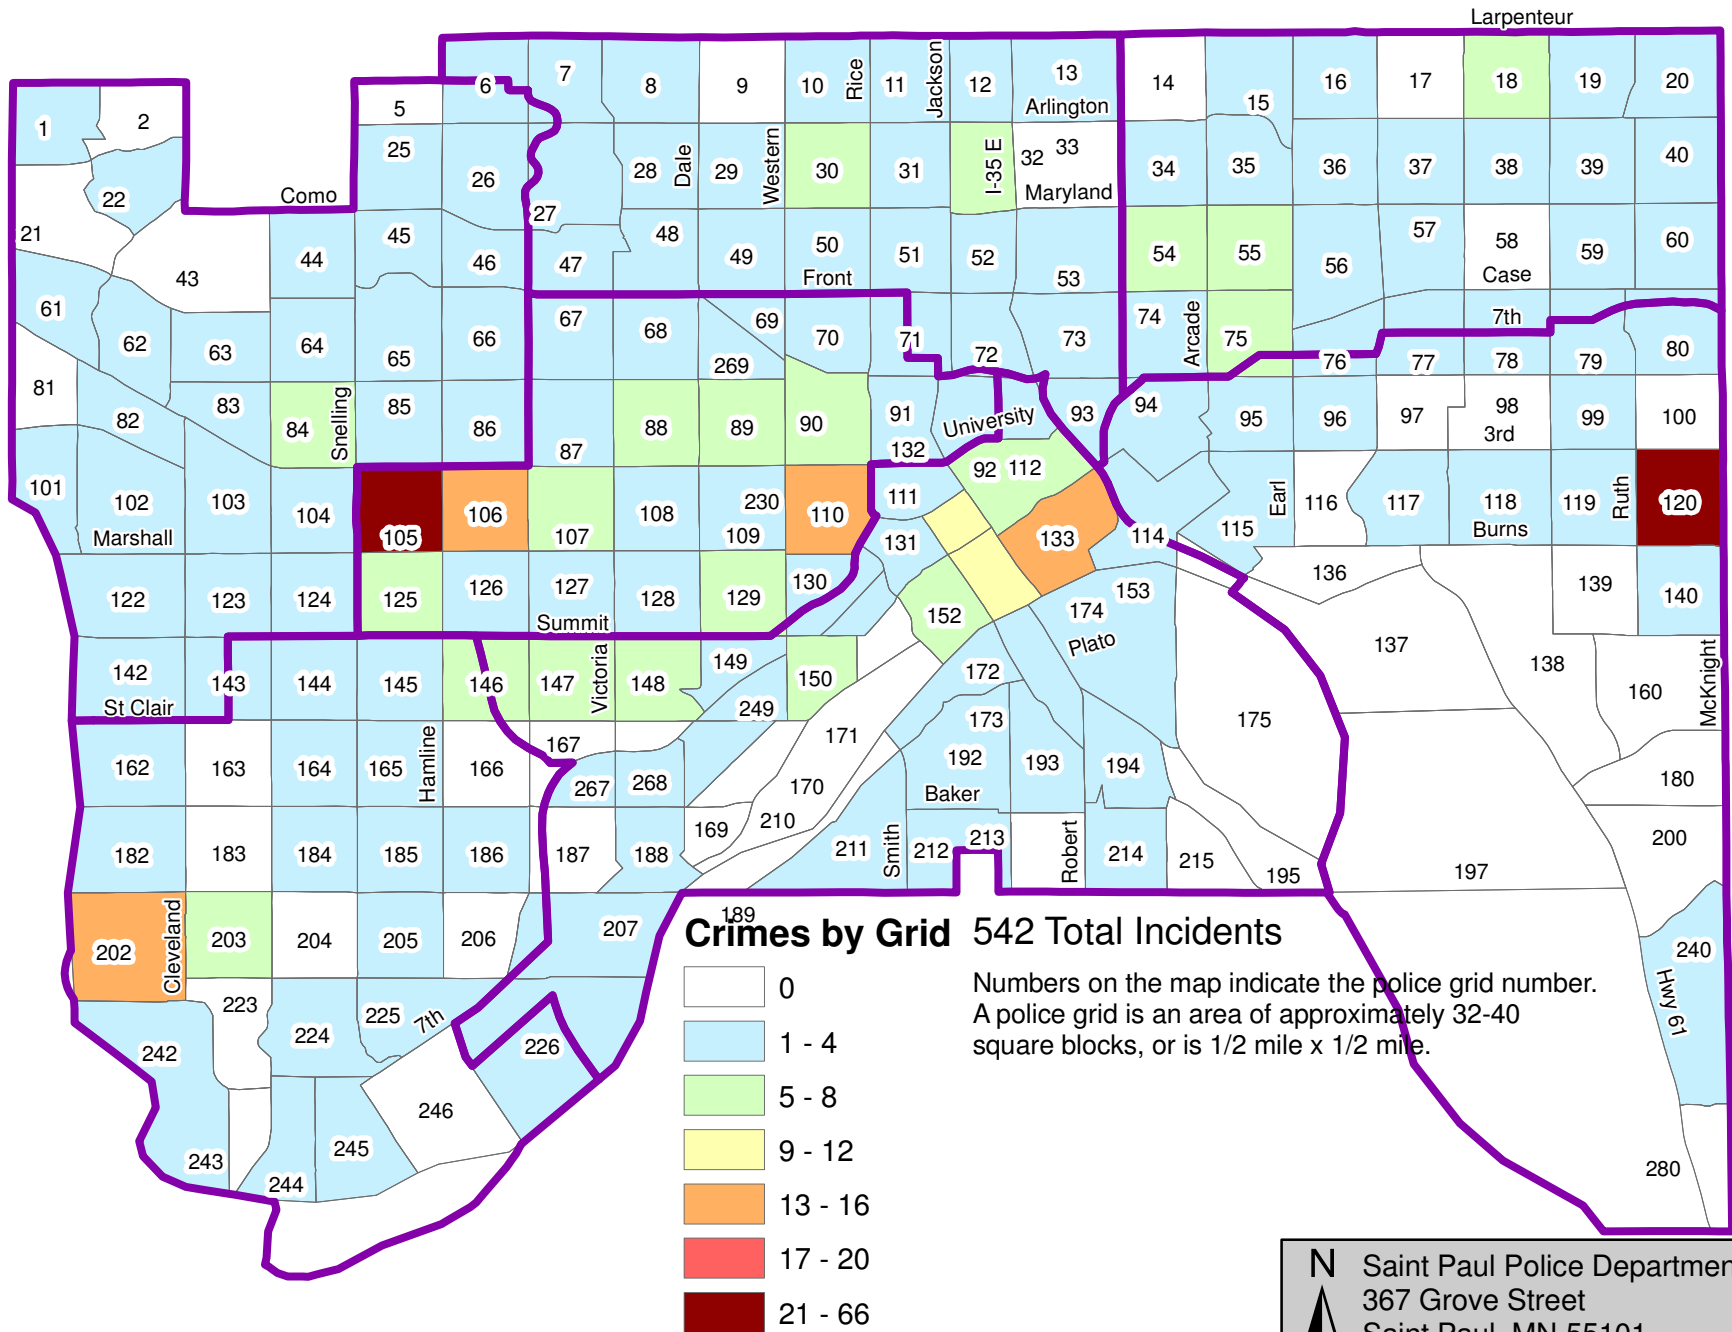 Larpenteur
1 2 5 6 7 8 9 10 Rice 11 Jackson 12 13 14 15 16 17 18 19 20
Arlington
21 22 Como 25 26 27 28 Dale 29 Western 30 31 I-35 E 32 33 34 35 36 37 38 39 40
Maryland
43 44 45 46 47 48 49 50 51 52 53 54 55 56 57 58 59 60
Front
Case
61 62 63 64 65 66 67 68 69 70 71 72 73 74 Arcade 75 76 77 78 79 80
7th
269
81 82 83 84 Snelling 85 86 87 88 89 90 91 University 93 94 95 96 97 98 99 100
3rd
132
92 112
101 102 103 104 105 106 107 108 230 109 110 111 133 114 115 Earl 116 117 118 119 Ruth 120
Marshall
Burns
131
122 123 124 125 126 127 128 129 130 152 174 153 136 137 138 139 140
Summit
Plato
142 143 144 145 146 147 Victoria 148 149 150 172 160 McKnight
St Clair
249
162 163 164 165 Hamline 166 167 267 268 171 170 173 192 193 194 175 180
Baker
182 183 184 185 186 187 188 169 210 211 Smith 212 213 Robert 214 215 195 197 200
202 Cleveland 203 204 205 206 207 189
240
Hwy 61
223 224 225 7th 226
242 243 244 245 246
280
Crimes by Grid
542 Total Incidents
Numbers on the map indicate the police grid number.
A police grid is an area of approximately 32-40
square blocks, or is 1/2 mile x 1/2 mile.
0
1 - 4
5 - 8
9 - 12
13 - 16
17 - 20
21 - 66
N
Saint Paul Police Departmen
367 Grove Street
Saint Paul, MN 55101